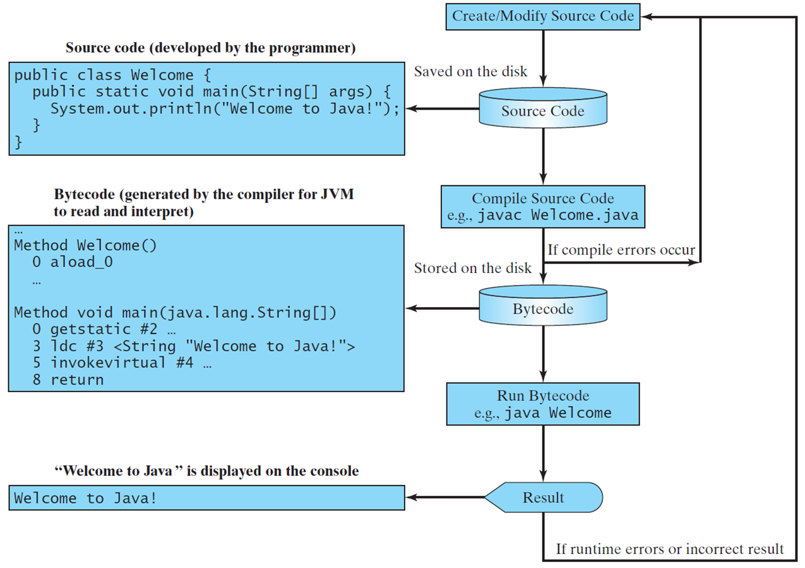 Create/Modify Source Code
Source code (developed by the programmer)
public class Welcome {
  public static void main(String[] args) {
    System.out.println("Welcome to Java!");
  }
}
Saved on the disk
Source Code
Compile Source Code
e.g., javac Welcome.java
If compile errors occur
Bytecode (generated by the compiler for JVM
to read and interpret)
…
Method Welcome()
  0 aload_0
  …
Method void main(java.lang.String[])
  0 getstatic #2 …
  3 ldc #3 <String "Welcome to Java!">
  5 invokevirtual #4 …
  8 return
Stored on the disk
Bytecode
Run Bytecode
e.g., java Welcome
“Welcome to Java” is displayed on the console
Welcome to Java!
Result
If runtime errors or incorrect result